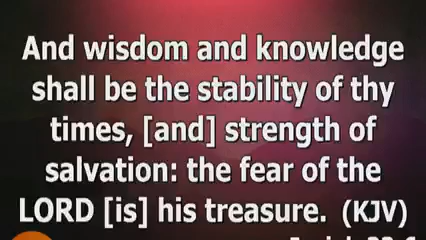 And wisdom and knowledge
shall be the stability of thy
times, [and] strength of
salvation: the fear of the
LORD [is] his treasure. (KJV)